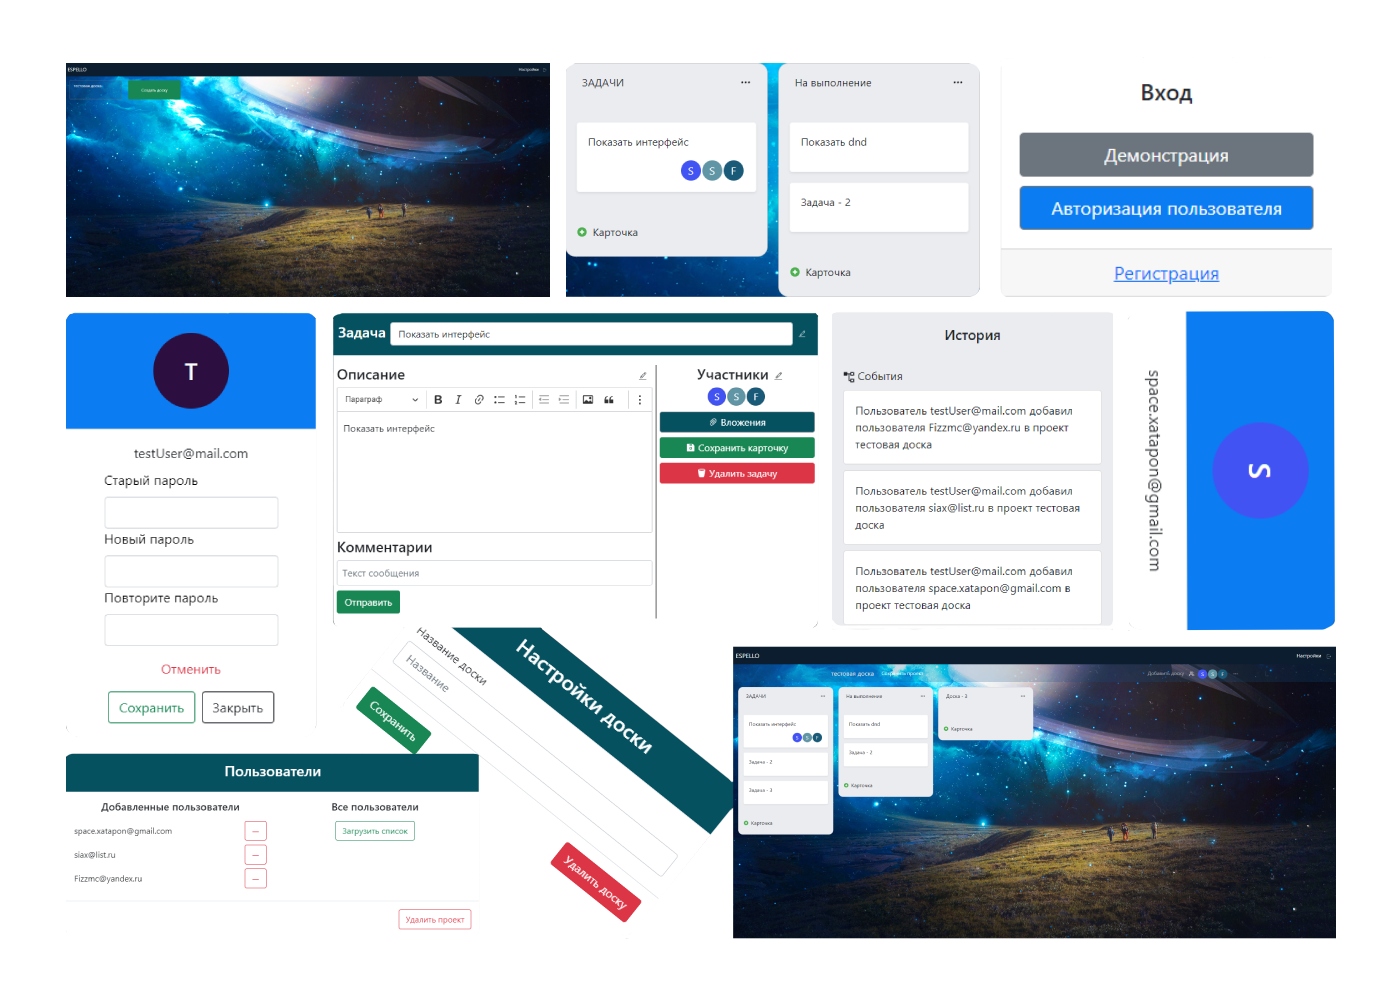 ESPELLO
Настройки
тестовая доска
Создать доску
ЗАДАЧИ
Показать интерфейс
S S F
Карточка
На выполнение
Показать dnd
Задача - 2
Карточка
Вход
Демонстрация
Авторизация пользователя
Регистрация
T
testUser@mail.com
Старый пароль
Новый пароль
Повторите пароль
Отменить
Сохранить
Закрыть
Задача
Показать интерфейс
Описание
Параграф
B I
Показать интерфейс
Комментарии
Текст сообщения
Отправить
Участники
S S F
Вложения
Сохранить карточку
Удалить задачу
История
События
Пользователь testUser@mail.com добавил
пользователя Fizzmc@yandex.ru в проект
тестовая доска
Пользователь testUser@mail.com добавил
пользователя siax@list.ru в проект тестовая
доска
Пользователь testUser@mail.com добавил
пользователя space.xatapon@gmail.com в
проект тестовая доска
space.xatapon@gmail.com
S
Настройки доски
Название доски
Название
Сохранить
Удалить доску
Пользователи
Добавленные пользователи
Все пользователи
space.xatapon@gmail.com
Загрузить список
siax@list.ru
Fizzmc@yandex.ru
Удалить проект
ESPELLO
Настройки
тестовая доска
Сохранить проект
Добавить доску
S S F
ЗАДАЧИ
Показать интерфейс
S S F
Задача - 2
Задача - 3
Карточка
На выполнение
Показать dnd
Задача - 2
Карточка
Доска - 3
Карточка